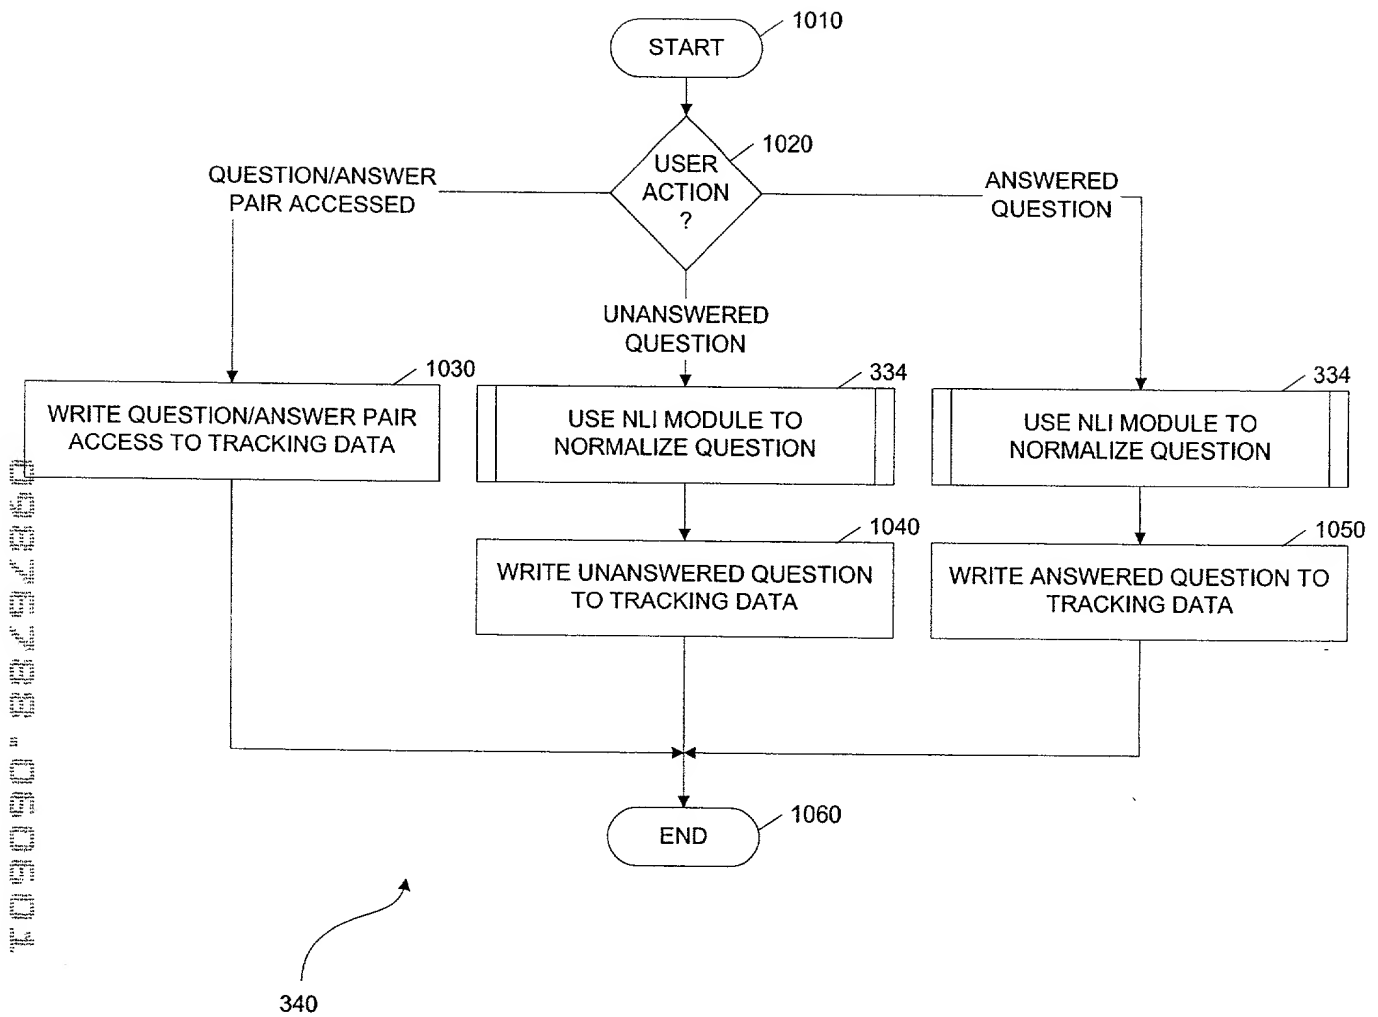 1010
START
1020
USER
ACTION
?
QUESTION/ANSWER
PAIR ACCESSED
ANSWERED
QUESTION
UNANSWERED
QUESTION
1030
WRITE QUESTION/ANSWER PAIR
ACCESS TO TRACKING DATA
334
USE NLI MODULE TO
NORMALIZE QUESTION
334
USE NLI MODULE TO
NORMALIZE QUESTION
1040
WRITE UNANSWERED QUESTION
TO TRACKING DATA
1050
WRITE ANSWERED QUESTION TO
TRACKING DATA
1060
END
340